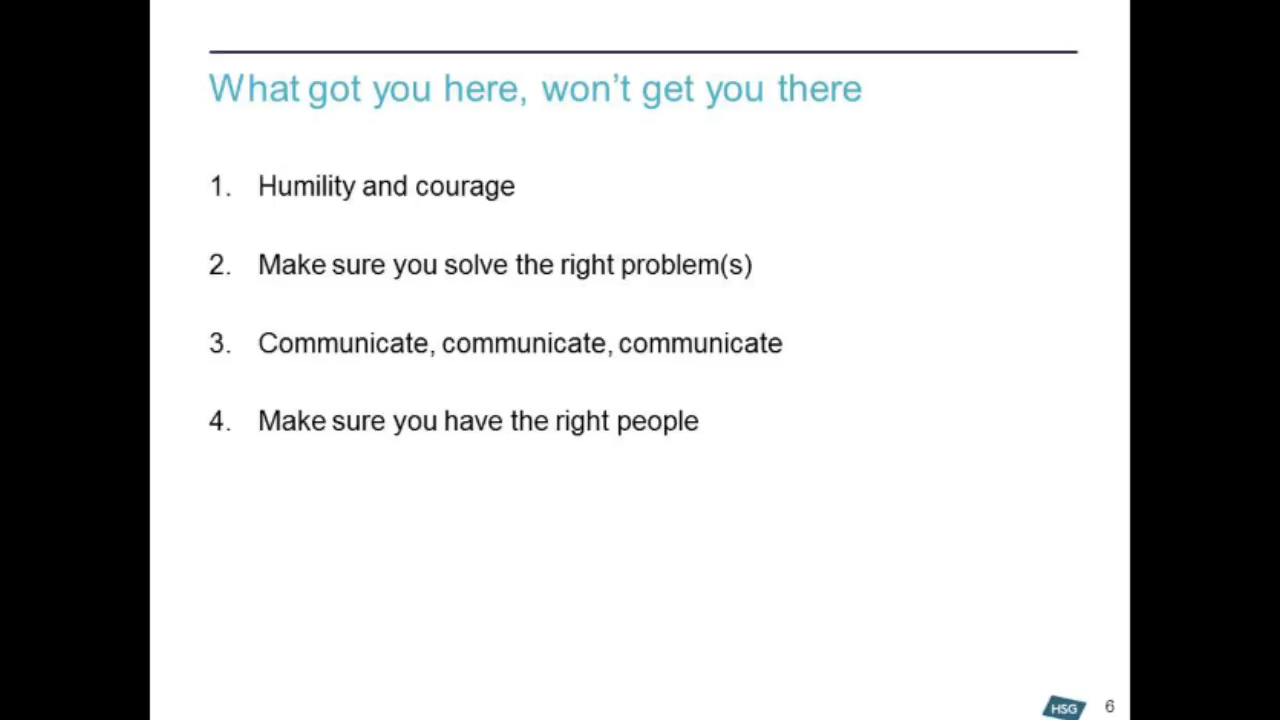 What got you here, won’t get you there
1. Humility and courage
2. Make sure you solve the right problem(s)
3. Communicate, communicate, communicate
4. Make sure you have the right people
HSG 6